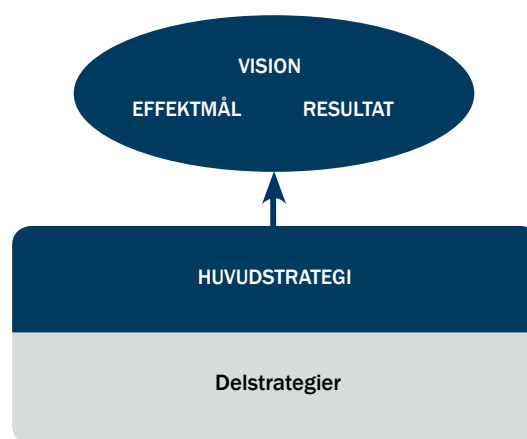 VISION
EFFEKTMÅL RESULTAT
HUVUDSTRATEGI
Delstrategier